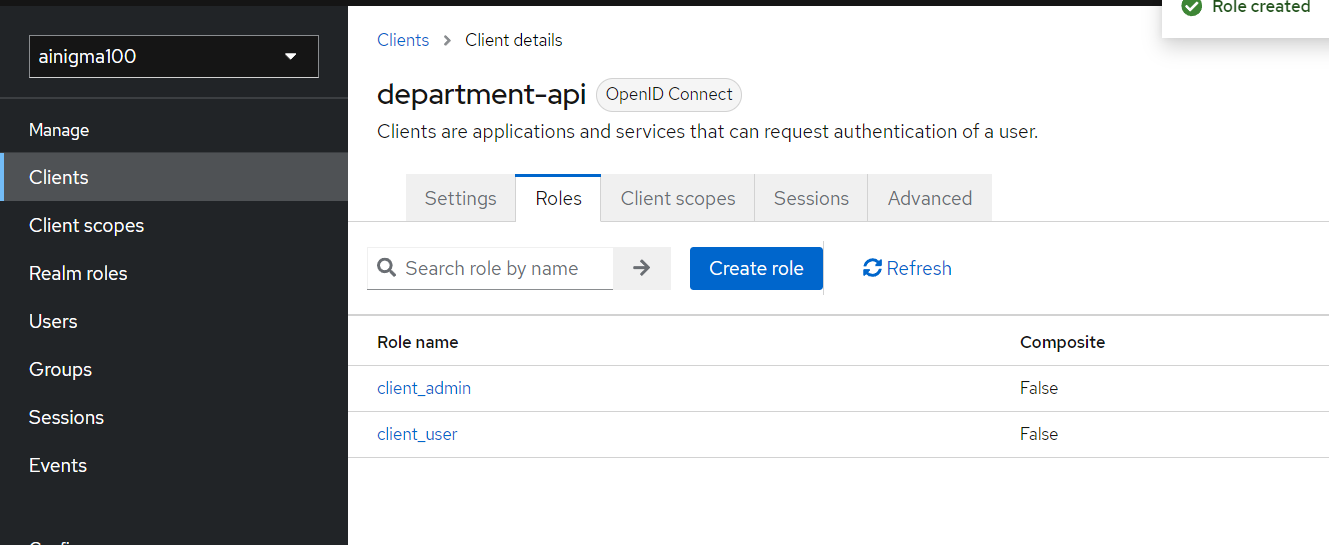 Role created
ainigma100
Manage
Clients
Client scopes
Realm roles
Users
Groups
Sessions
Events
Clients > Client details
department-api OpenID Connect
Clients are applications and services that can request authentication of a user.
Settings Roles Client scopes Sessions Advanced
Search role by name Create role Refresh
Role name Composite
client_admin False
client_user False